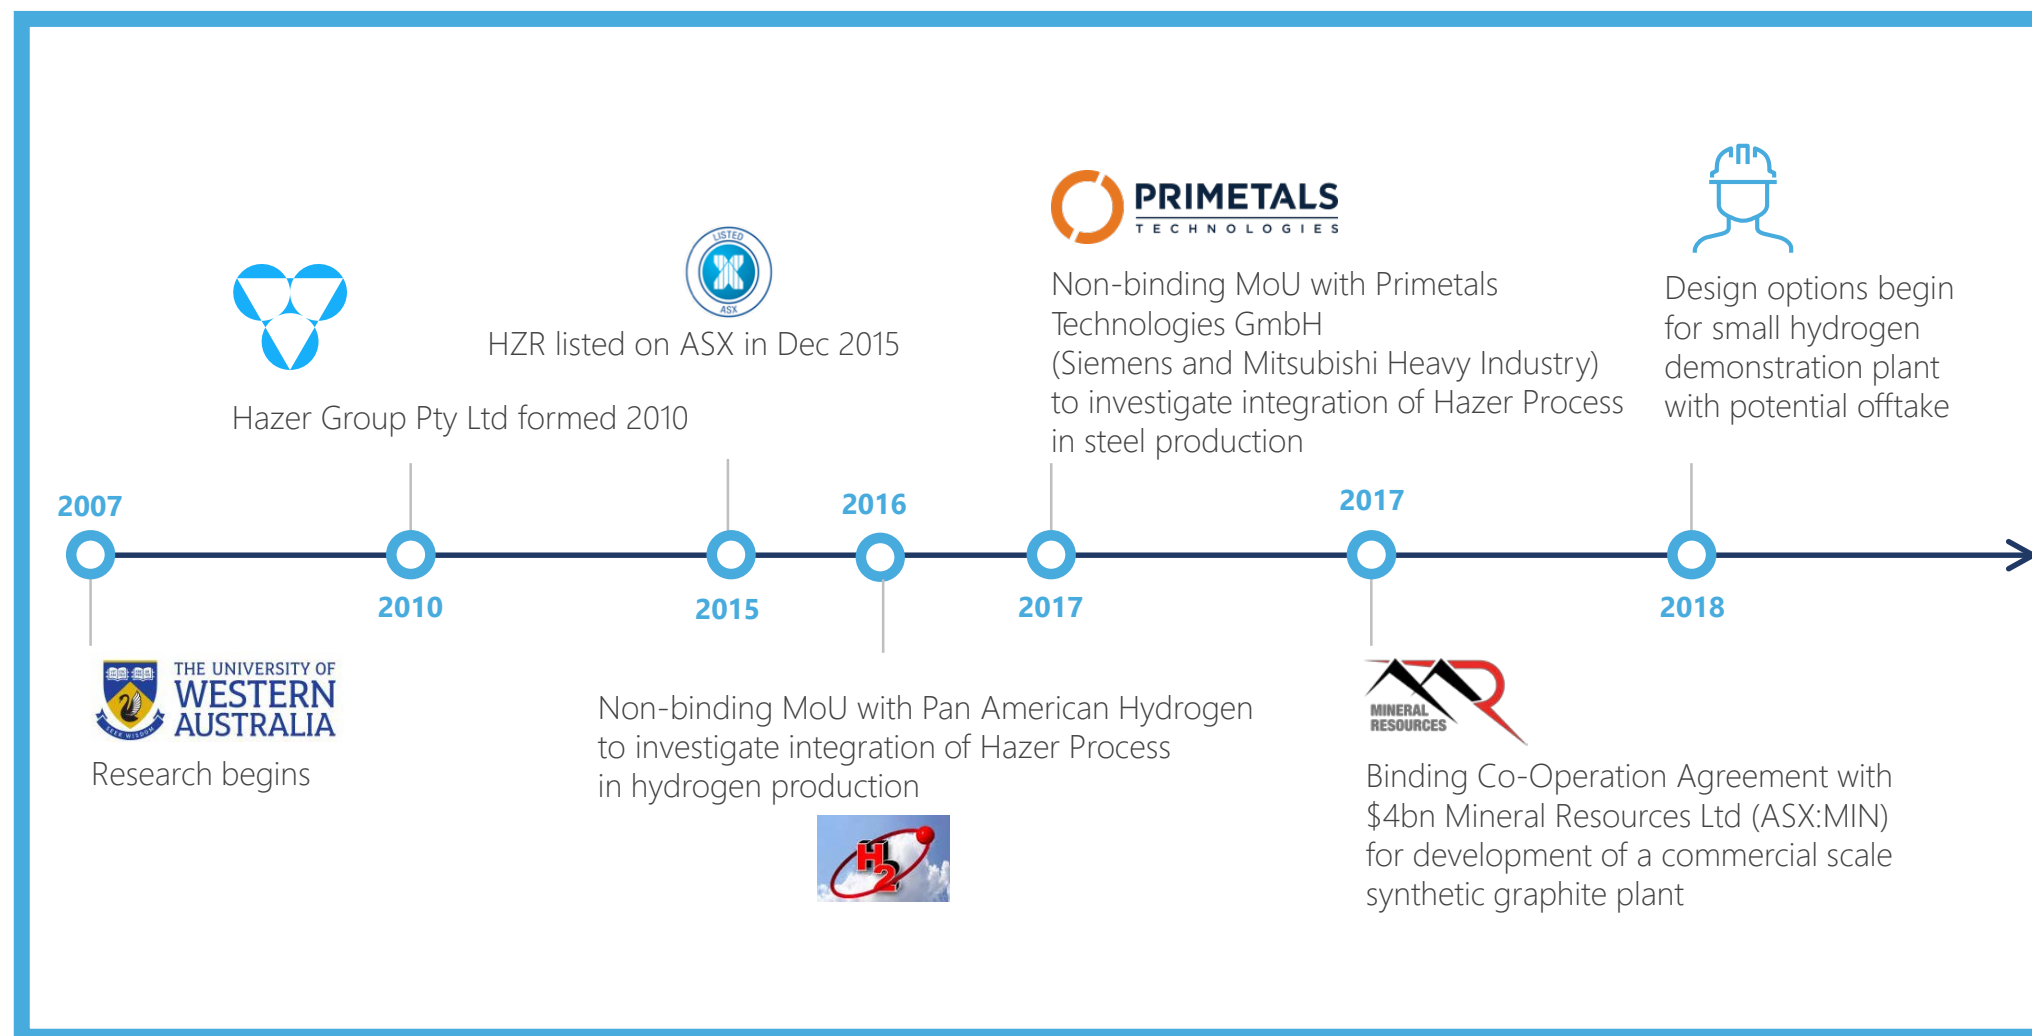 2007
THE UNIVERSITY OF
WESTERN
AUSTRALIA
SEEK WISDOM
Research begins
Hazer Group Pty Ltd formed 2010
2010
LISTED
ASX
HZR listed on ASX in Dec 2015
2015
2016
Non-binding MoU with Pan American Hydrogen
to investigate integration of Hazer Process
in hydrogen production
H2
PRIMETALS
TECHNOLOGIES
Non-binding MoU with Primetals
Technologies GmbH
(Siemens and Mitsubishi Heavy Industry)
to investigate integration of Hazer Process
in steel production
2017
2017
MINERAL
RESOURCES
Binding Co-Operation Agreement with
$4bn Mineral Resources Ltd (ASX:MIN)
for development of a commercial scale
synthetic graphite plant
Design options begin
for small hydrogen
demonstration plant
with potential offtake
2018